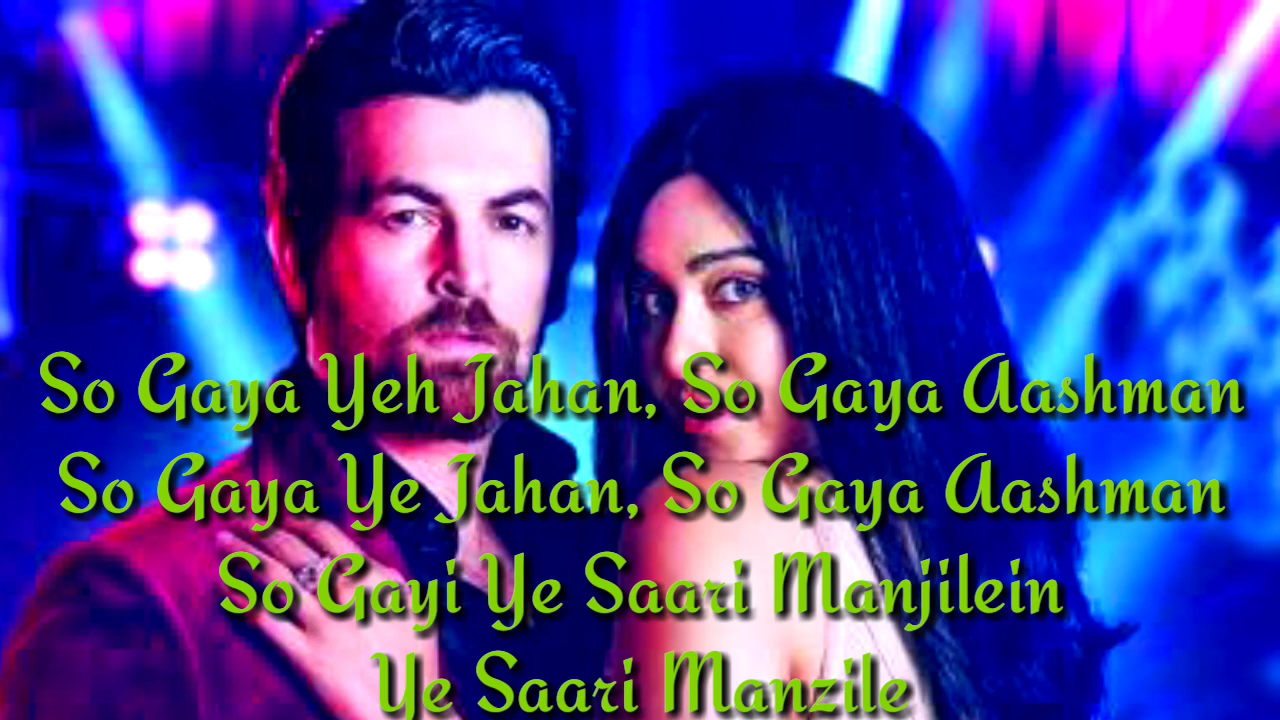 So Gaya Yeh Jahan, So Gaya Aashman
So Gaya Ye Jahan, So Gaya Aashman
So Gayi Ye Saari Manjilein
Ye Saari Manzile